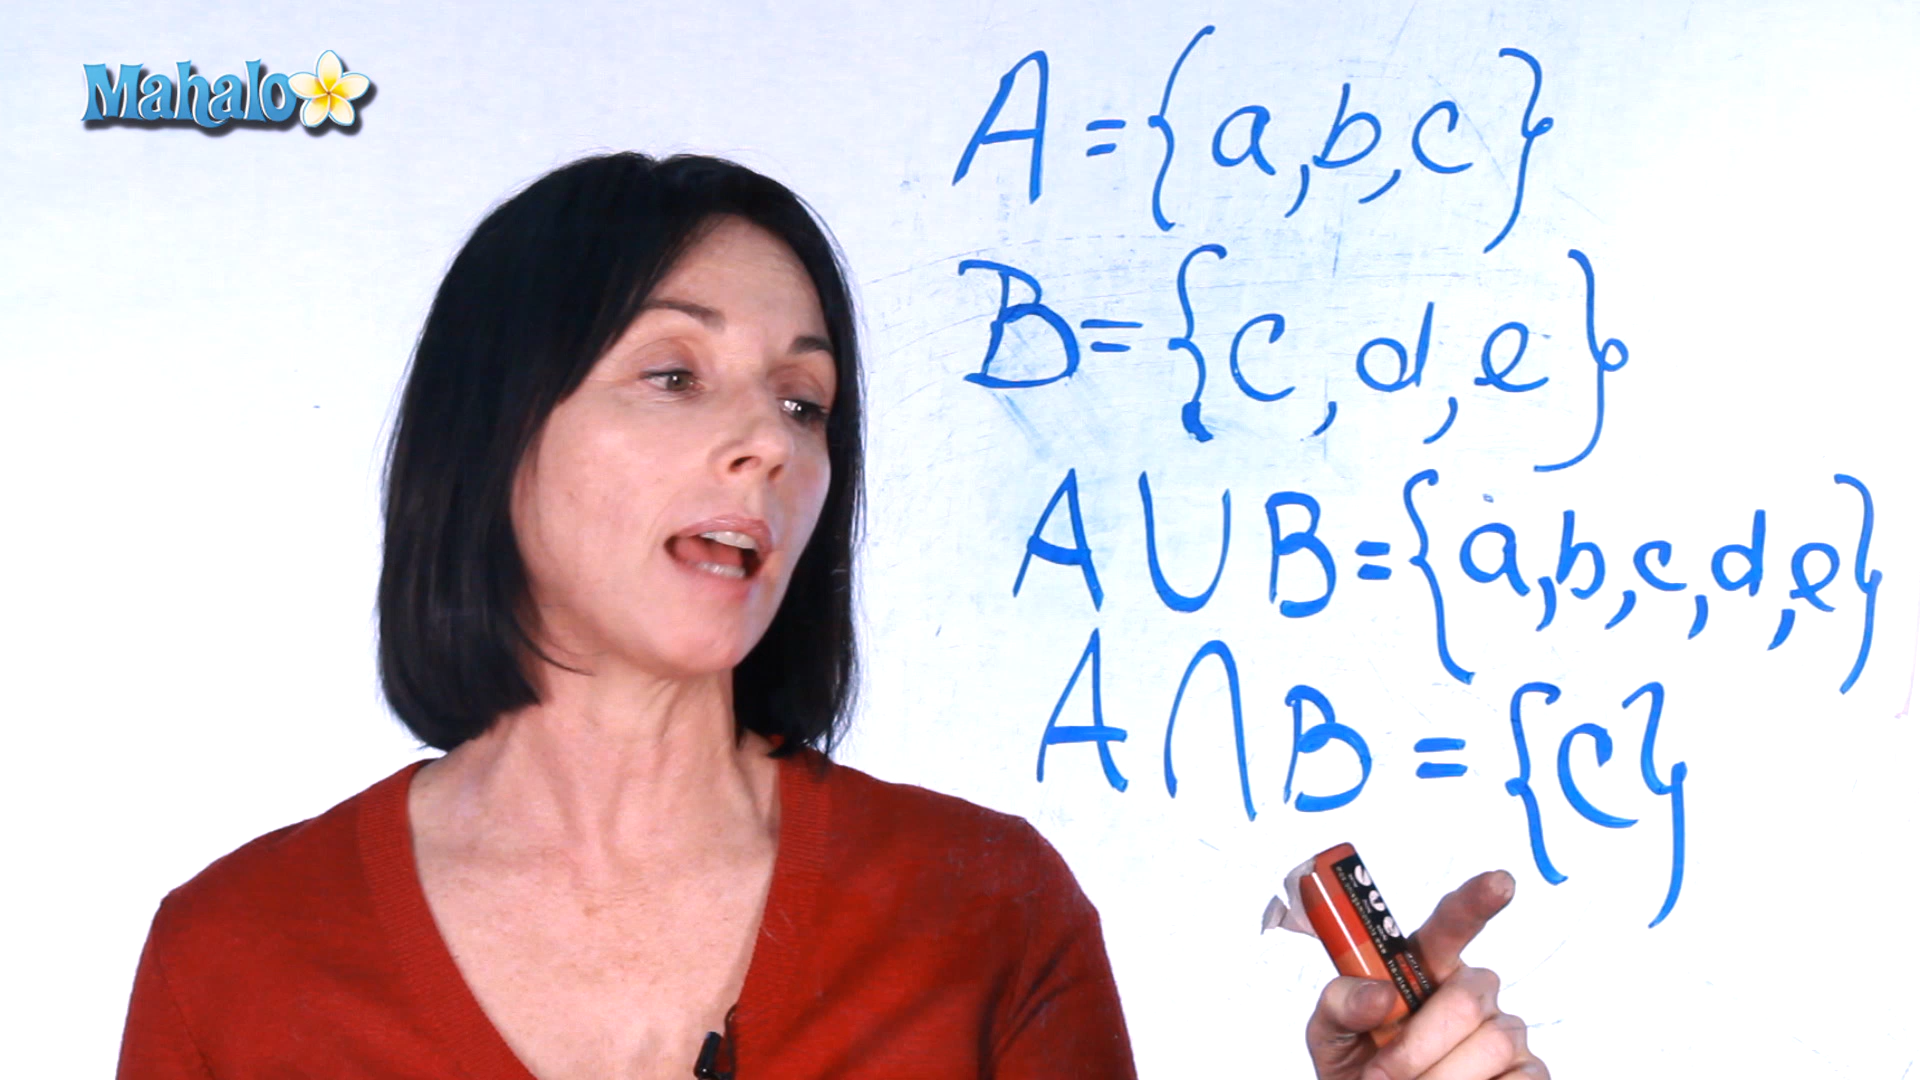 Mahalo
A = {a, b, c}
B = {c, d, e}
A ∪ B = {a, b, c, d, e}
A ∩ B = {c}